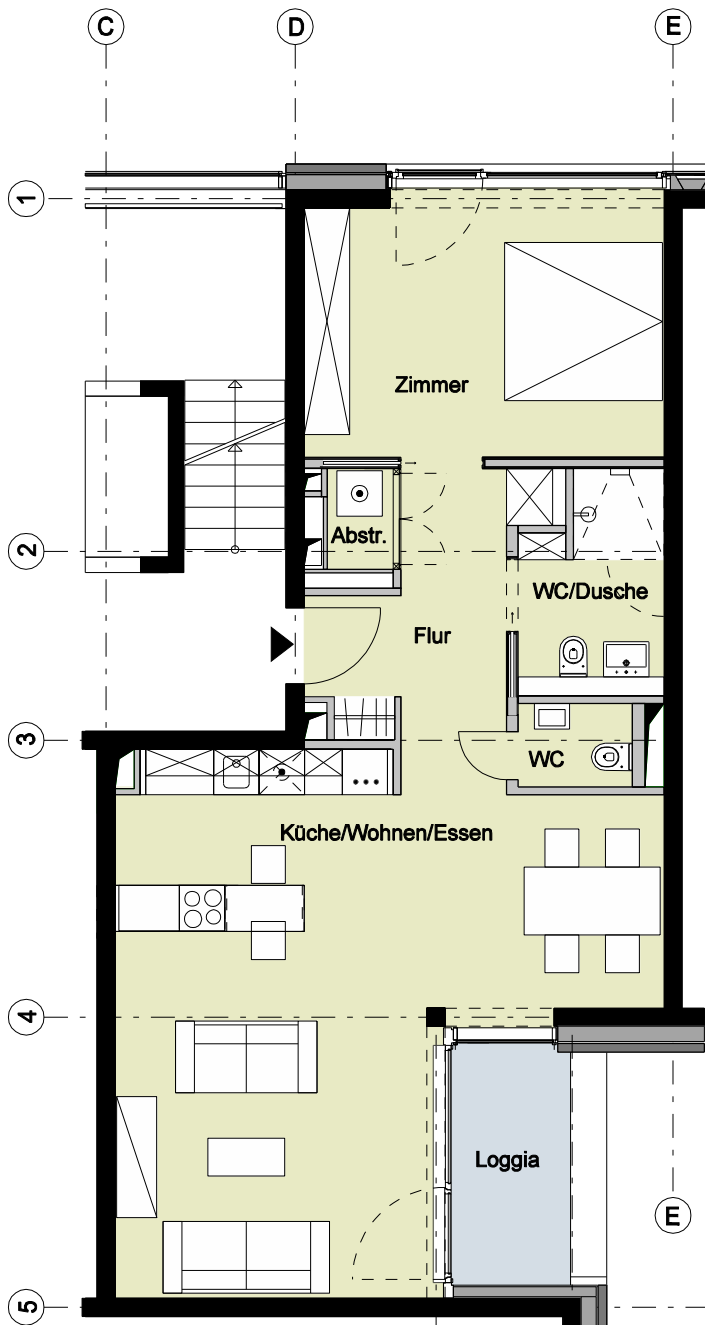 C
D
E
1
Zimmer
Abstr.
2
WC/Dusche
Flur
3
WC
Küche/Wohnen/Essen
4
Loggia
E
5